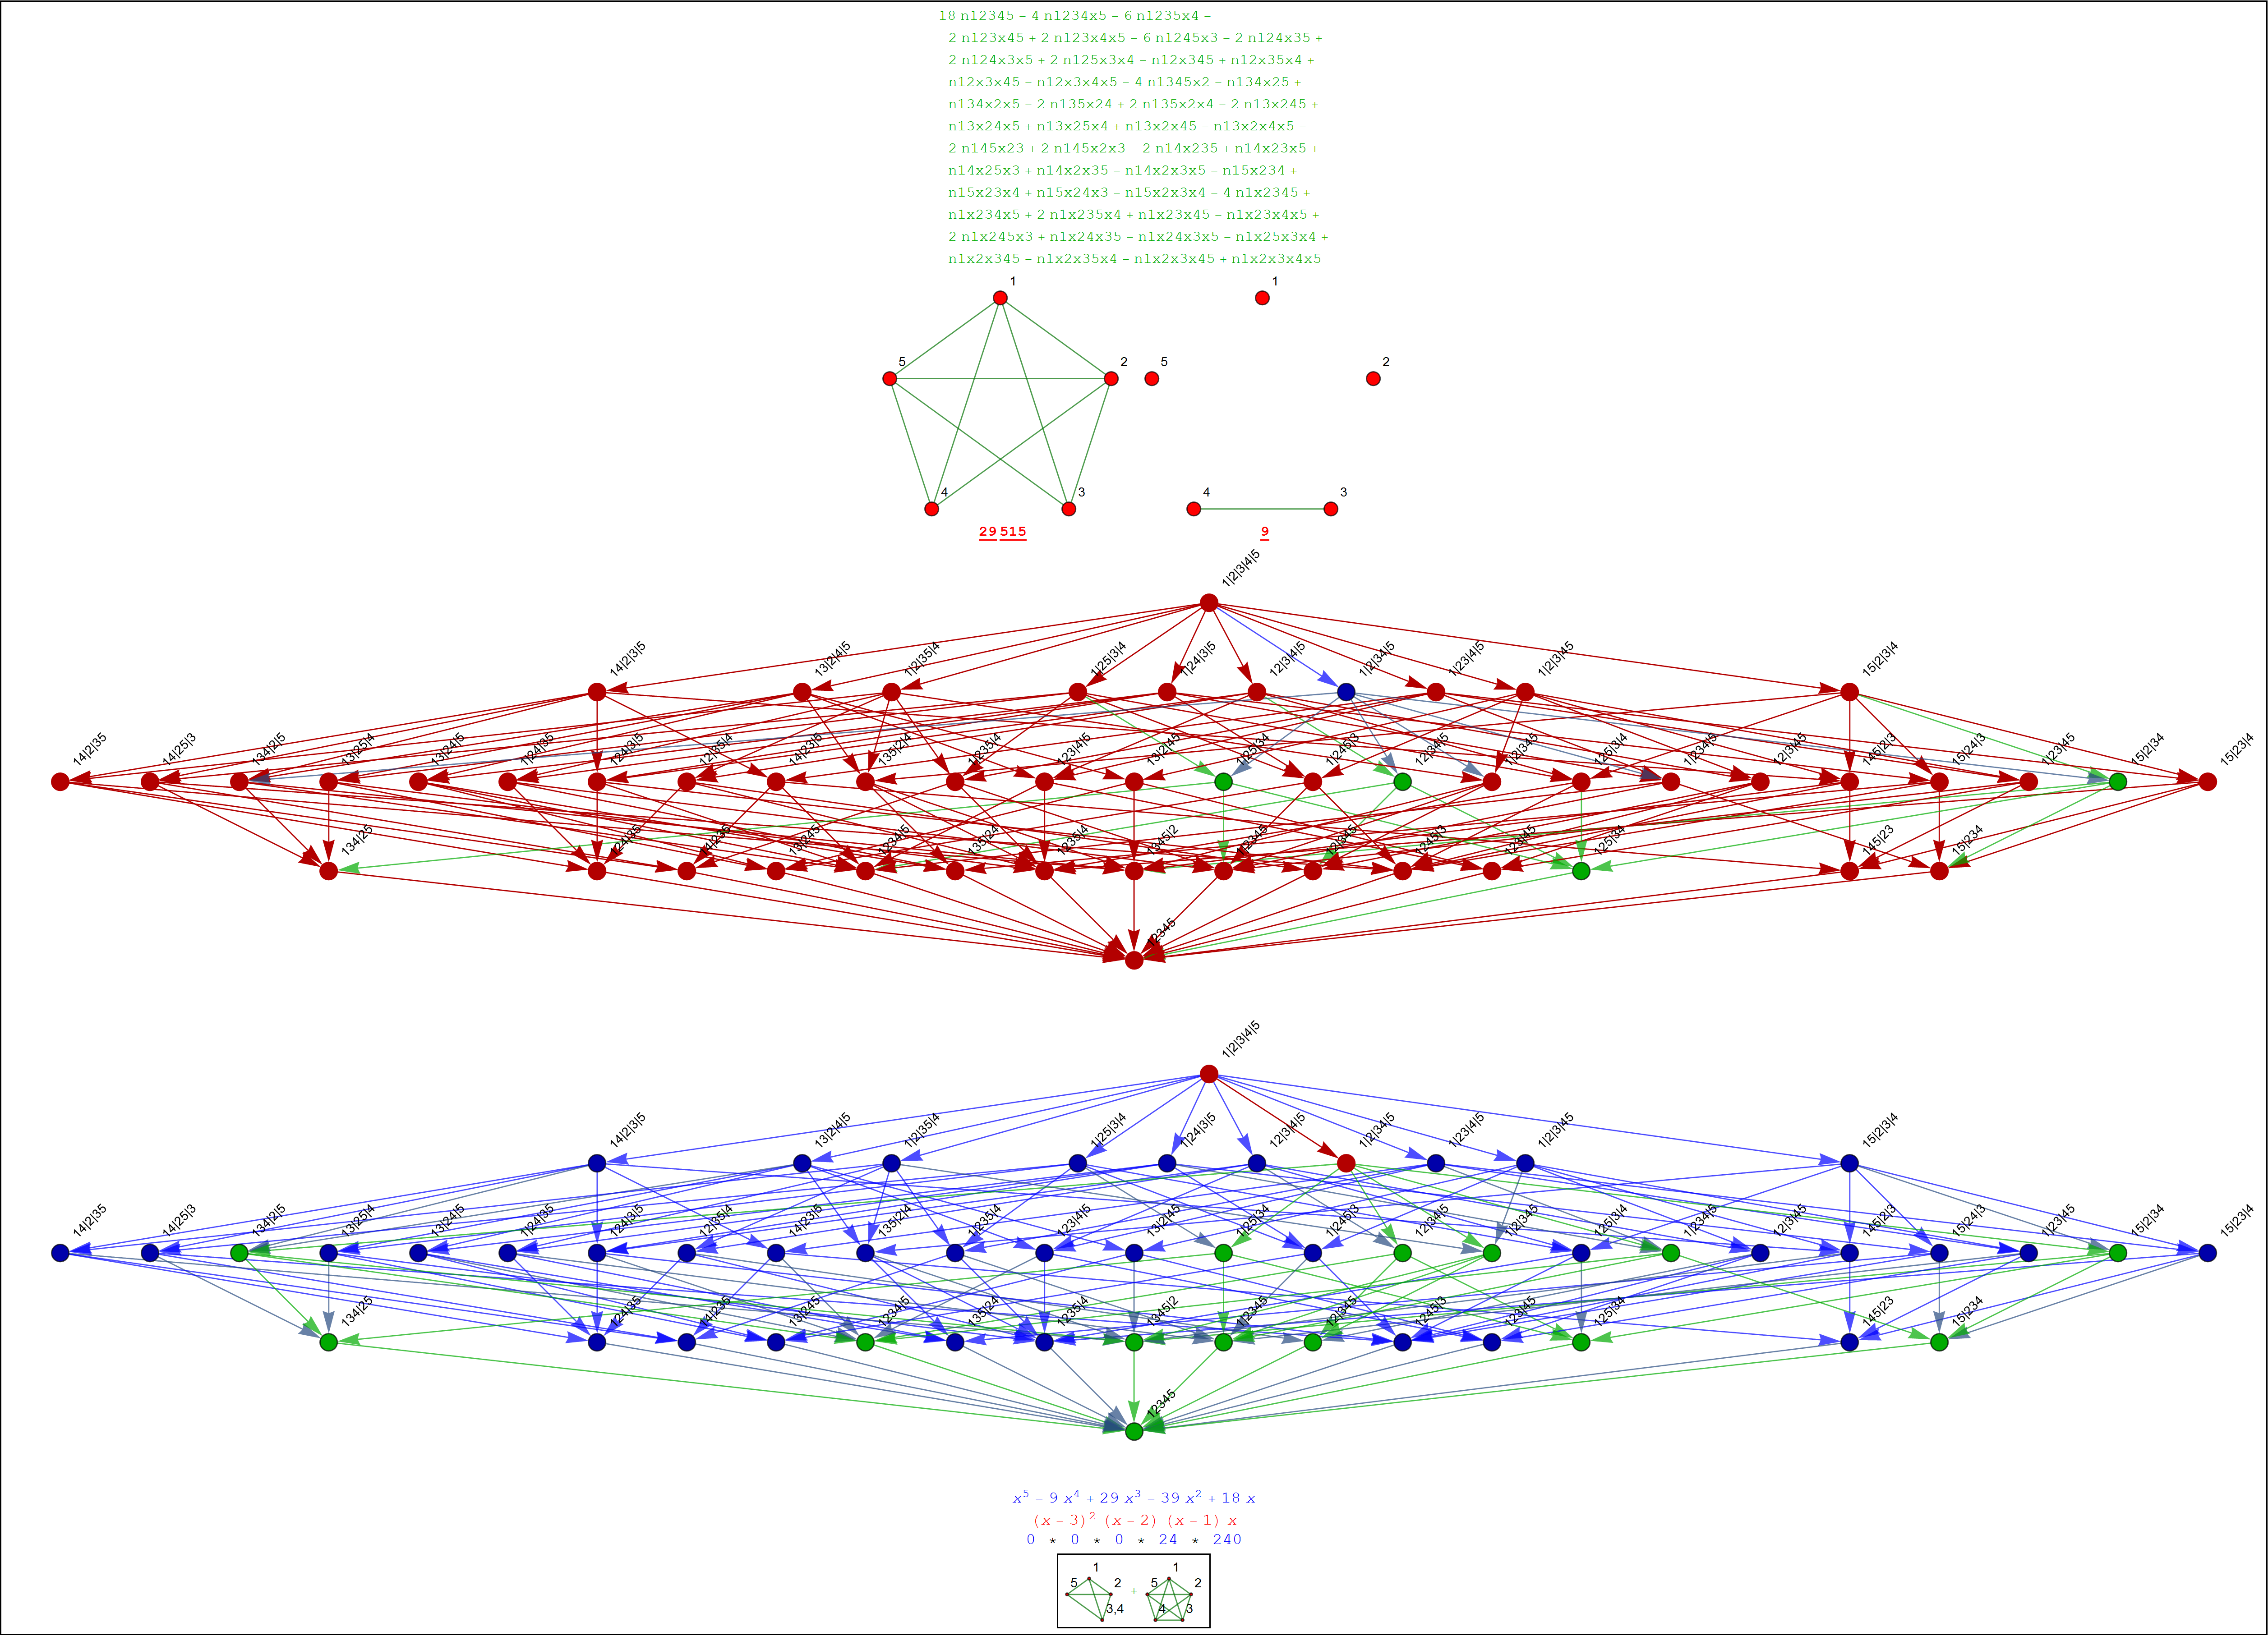 18 n12345 − 4 n1234x5 − 6 n1235x4 −
2 n123x45 + 2 n123x4x5 − 6 n1245x3 − 2 n124x35 +
2 n124x3x5 + 2 n125x3x4 − n12x345 + n12x35x4 +
n12x3x45 − n12x3x4x5 − 4 n1345x2 − n134x25 +
n134x2x5 − 2 n135x24 + 2 n135x2x4 − 2 n13x245 +
n13x24x5 + n13x25x4 + n13x2x45 − n13x2x4x5 −
2 n145x23 + 2 n145x2x3 − 2 n14x235 + n14x23x5 +
n14x25x3 + n14x2x35 − n14x2x3x5 − n15x234 +
n15x23x4 + n15x24x3 − n15x2x3x4 − 4 n1x2345 +
n1x234x5 + 2 n1x235x4 + n1x23x45 − n1x23x4x5 +
2 n1x245x3 + n1x24x35 − n1x24x3x5 − n1x25x3x4 +
n1x2x345 − n1x2x35x4 − n1x2x3x45 + n1x2x3x4x5
1 1
5 2 5 2
4 3 4 3
29 515 9
1|2|3|4|5
14|2|3|5 13|2|4|5 1|2|35|4 1|25|3|4 1|24|3|5 12|3|4|5 1|2|34|5 1|23|4|5 1|2|3|45 15|2|3|4
14|2|35 14|25|3 134|2|5 13|25|4 13|24|5 1|24|35 124|3|5 12|35|4 14|23|5 135|2|4 1|235|4 123|4|5 13|2|45 1|25|34 1|245|3 12|34|5 1|2|345 125|3|4 1|234|5 12|3|45 145|2|3 15|24|3 1|23|45 15|2|34 15|23|4
134|25 124|35 14|235 13|245 1234|5 135|24 1235|4 1345|2 1|2345 12|345 1245|3 123|45 125|34 145|23 15|234
12345
1|2|3|4|5
14|2|3|5 13|2|4|5 1|2|35|4 1|25|3|4 1|24|3|5 12|3|4|5 1|2|34|5 1|23|4|5 1|2|3|45 15|2|3|4
14|2|35 14|25|3 134|2|5 13|25|4 13|24|5 1|24|35 124|3|5 12|35|4 14|23|5 135|2|4 1|235|4 123|4|5 13|2|45 1|25|34 1|245|3 12|34|5 1|2|345 125|3|4 1|234|5 12|3|45 145|2|3 15|24|3 1|23|45 15|2|34 15|23|4
134|25 124|35 14|235 13|245 1234|5 135|24 1235|4 1345|2 1|2345 12|345 1245|3 123|45 125|34 145|23 15|234
12345
x⁵ − 9 x⁴ + 29 x³ − 39 x² + 18 x
(x − 3)² (x − 2) (x − 1) x
0 * 0 * 0 * 24 * 240
1 1
5 2 + 5 2
3,4 4 3